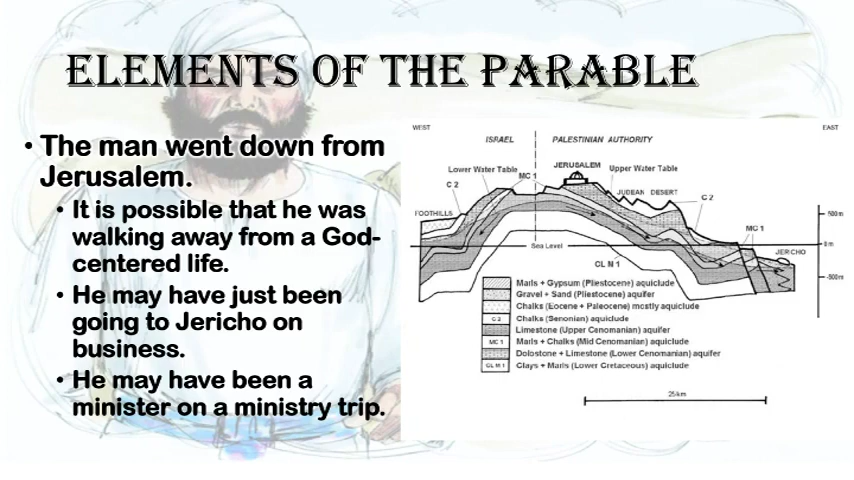 ELEMENTS OF THE PARABLE
• The man went down from
Jerusalem.
• It is possible that he was
walking away from a God-
centered life.
• He may have just been
going to Jericho on
business.
• He may have been a
minister on a ministry trip.
WEST
EAST
ISRAEL
PALESTINIAN AUTHORITY
Lower Water Table
MC 1
JERUSALEM
Upper Water Table
C 2
JUDEAN DESERT
C 2
FOOTHILLS
500m
MC 1
Sea Level
0m
JERICHO
CL M 1
-500m
Marls + Gypsum (Pliestocene) aquiclude
Gravel + Sand (Pliestocene) aquifer
Chalks (Eocene + Paleocene) mostly aquiclude
C 2 Chalks (Senonian) aquiclude
Limestone (Upper Cenomanian) aquifer
MC 1 Marls + Chalks (Mid Cenomanian) aquiclude
Dolostone + Limestone (Lower Cenomanian) aquifer
CL M 1 Clays + Marls (Lower Cretaceous) aquiclude
25km